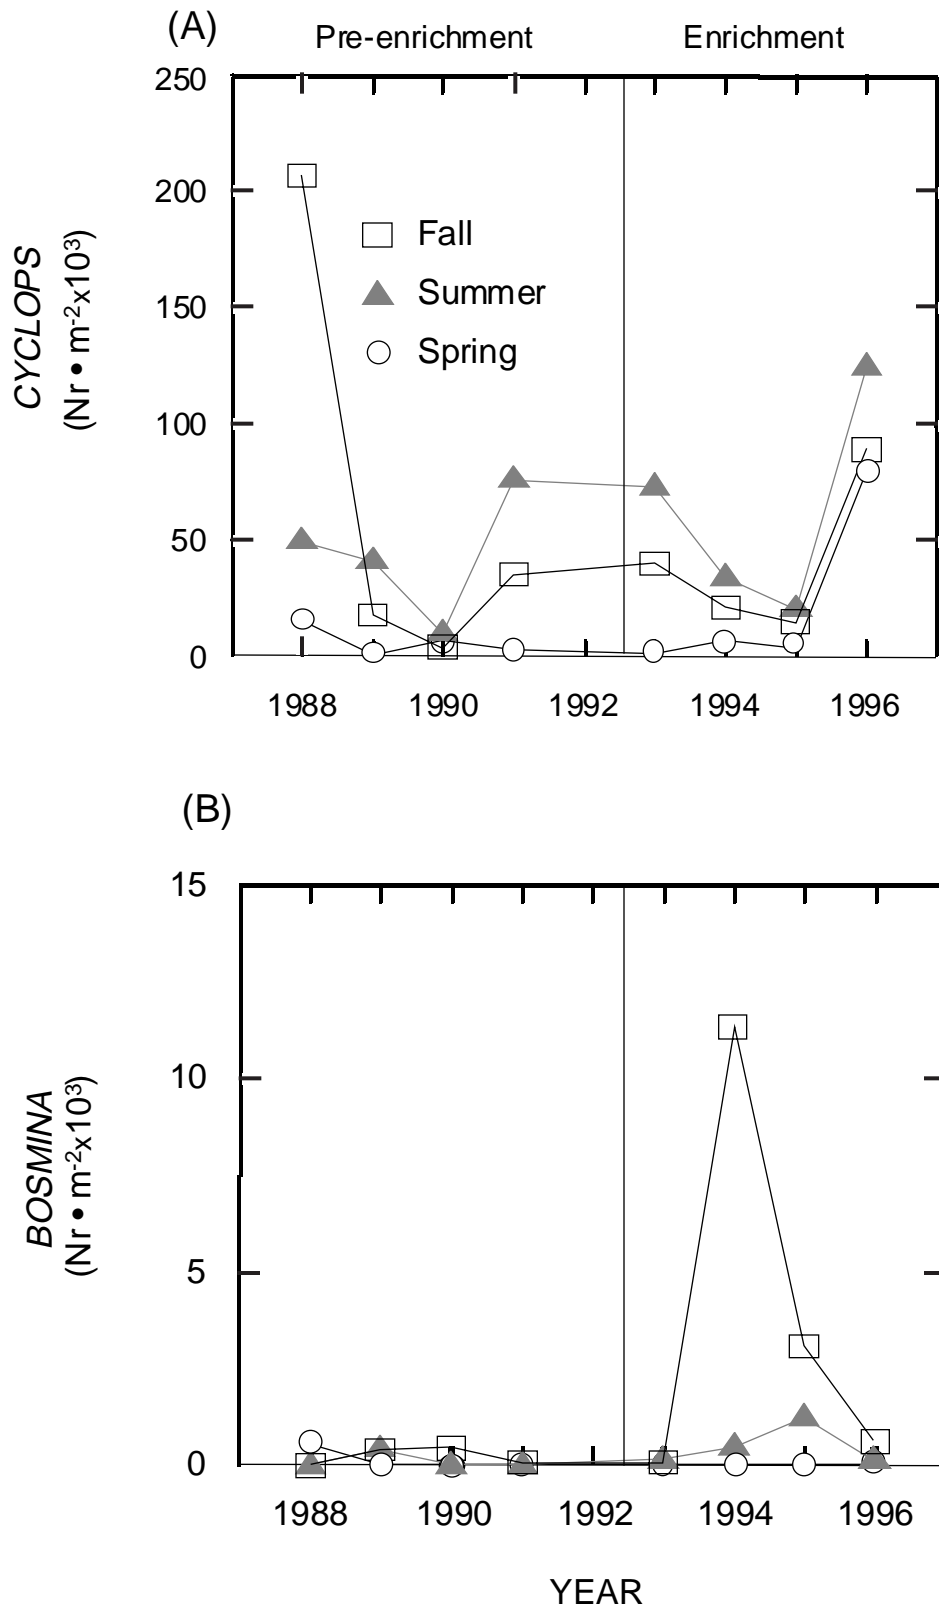 (A)
Pre-enrichment Enrichment
250
200
150
100
50
0
CYCLOPS
(Nr • m-2x10³)
Fall
Summer
Spring
1988 1990 1992 1994 1996
(B)
15
10
5
0
BOSMINA
(Nr • m-2x10³)
1988 1990 1992 1994 1996
YEAR